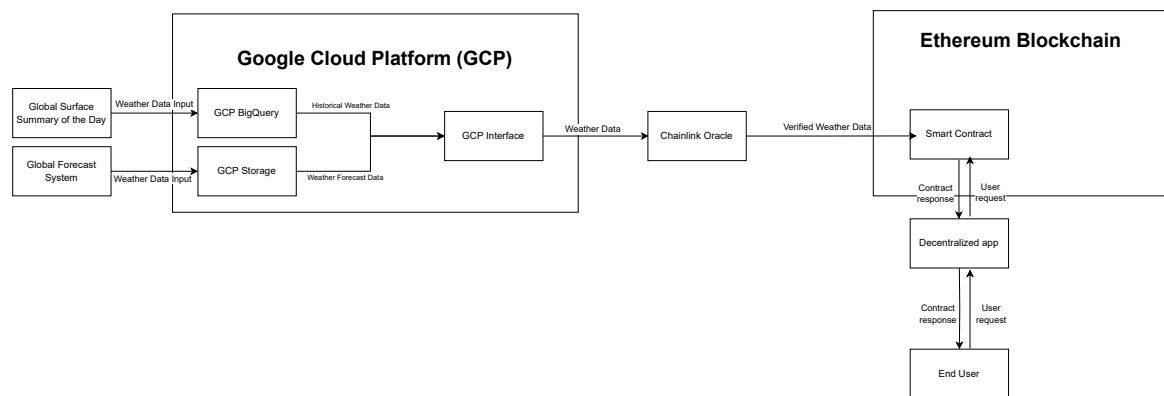 Google Cloud Platform (GCP)
Ethereum Blockchain
Global Surface
Summary of the Day
Weather Data Input
GCP BigQuery
Historical Weather Data
GCP Interface
Weather Data
Chainlink Oracle
Verified Weather Data
Smart Contract
Global Forecast
System
Weather Data Input
GCP Storage
Weather Forecast Data
Contract
response
User
request
Decentralized app
Contract
response
User
request
End User